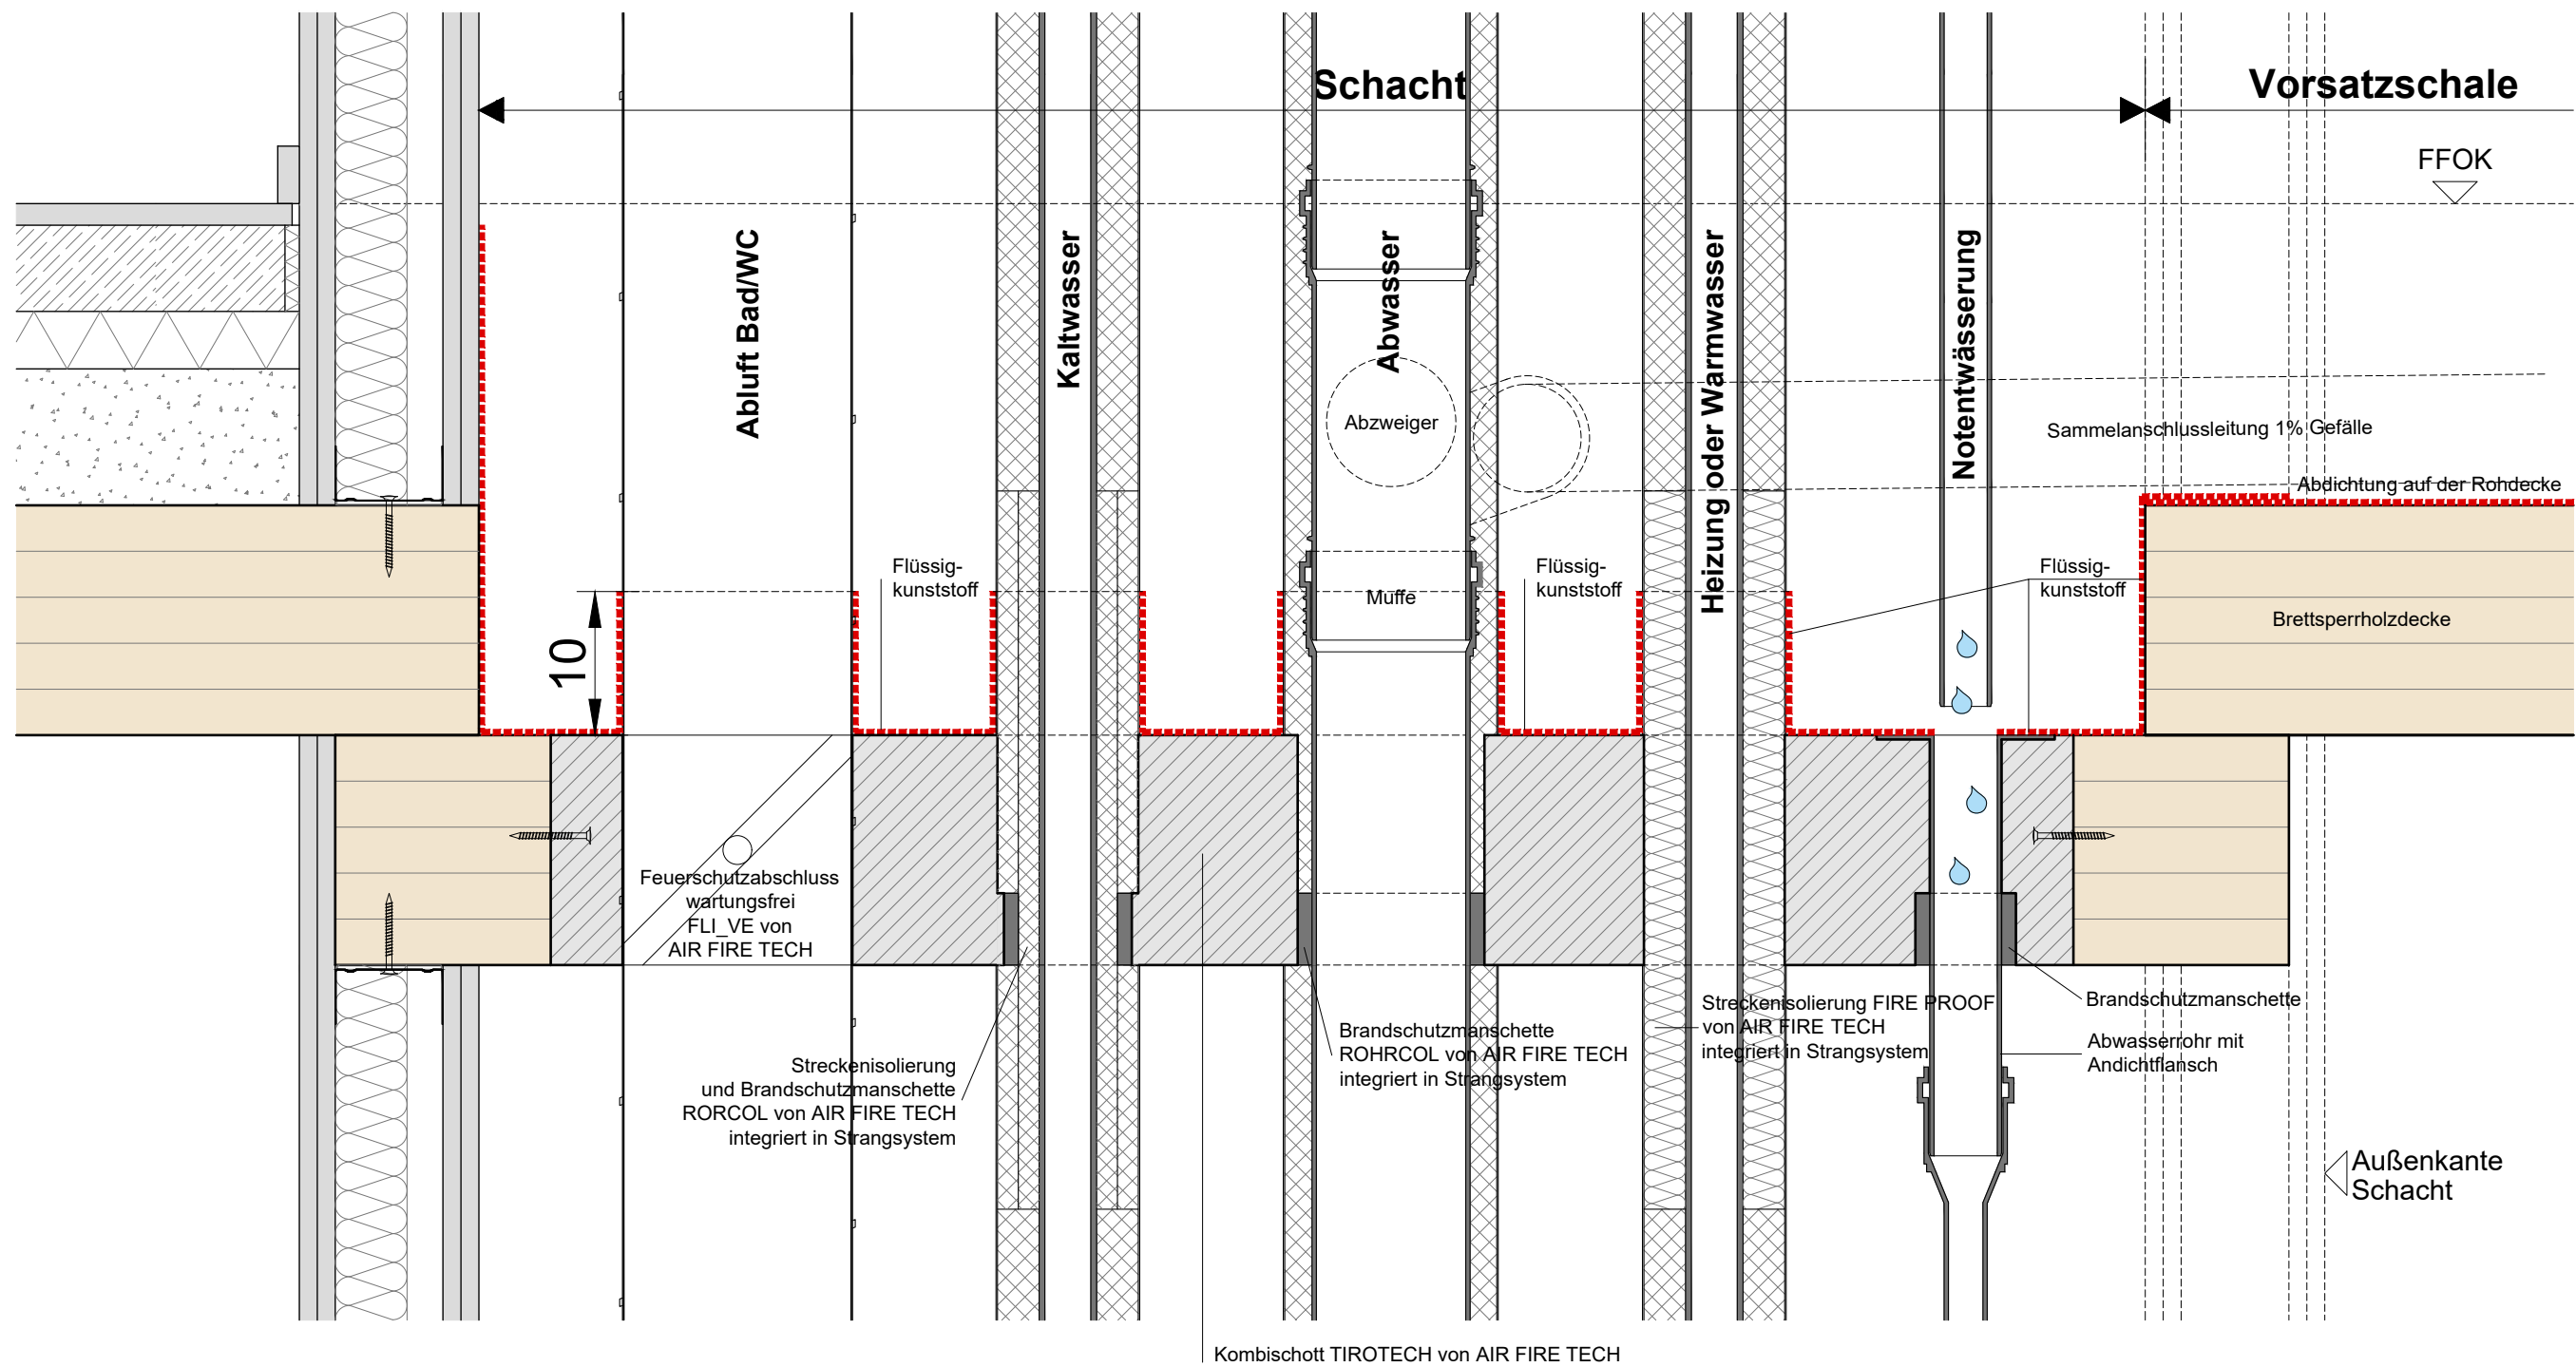 Schacht
Vorsatzschale
FFOK
Abluft Bad/WC
Kaltwasser
Abwasser
Heizung oder Warmwasser
Notentwässerung
Abzweiger
Sammelanschlussleitung 1% Gefälle
Abdichtung auf der Rohdecke
Flüssig-
kunststoff
Flüssig-
kunststoff
Flüssig-
kunststoff
Muffe
10
Brettsperrholzdecke
Feuerschutzabschluss
wartungsfrei
FLI_VE von
AIR FIRE TECH
Streckenisolierung
und Brandschutzmanschette
RORCOL von AIR FIRE TECH
integriert in Strangsystem
Brandschutzmanschette
ROHRCOL von AIR FIRE TECH
integriert in Strangsystem
Streckenisolierung FIRE PROOF
von AIR FIRE TECH
integriert in Strangsystem
Brandschutzmanschette
Abwasserrohr mit
Andichtflansch
Außenkante
Schacht
Kombischott TIROTECH von AIR FIRE TECH